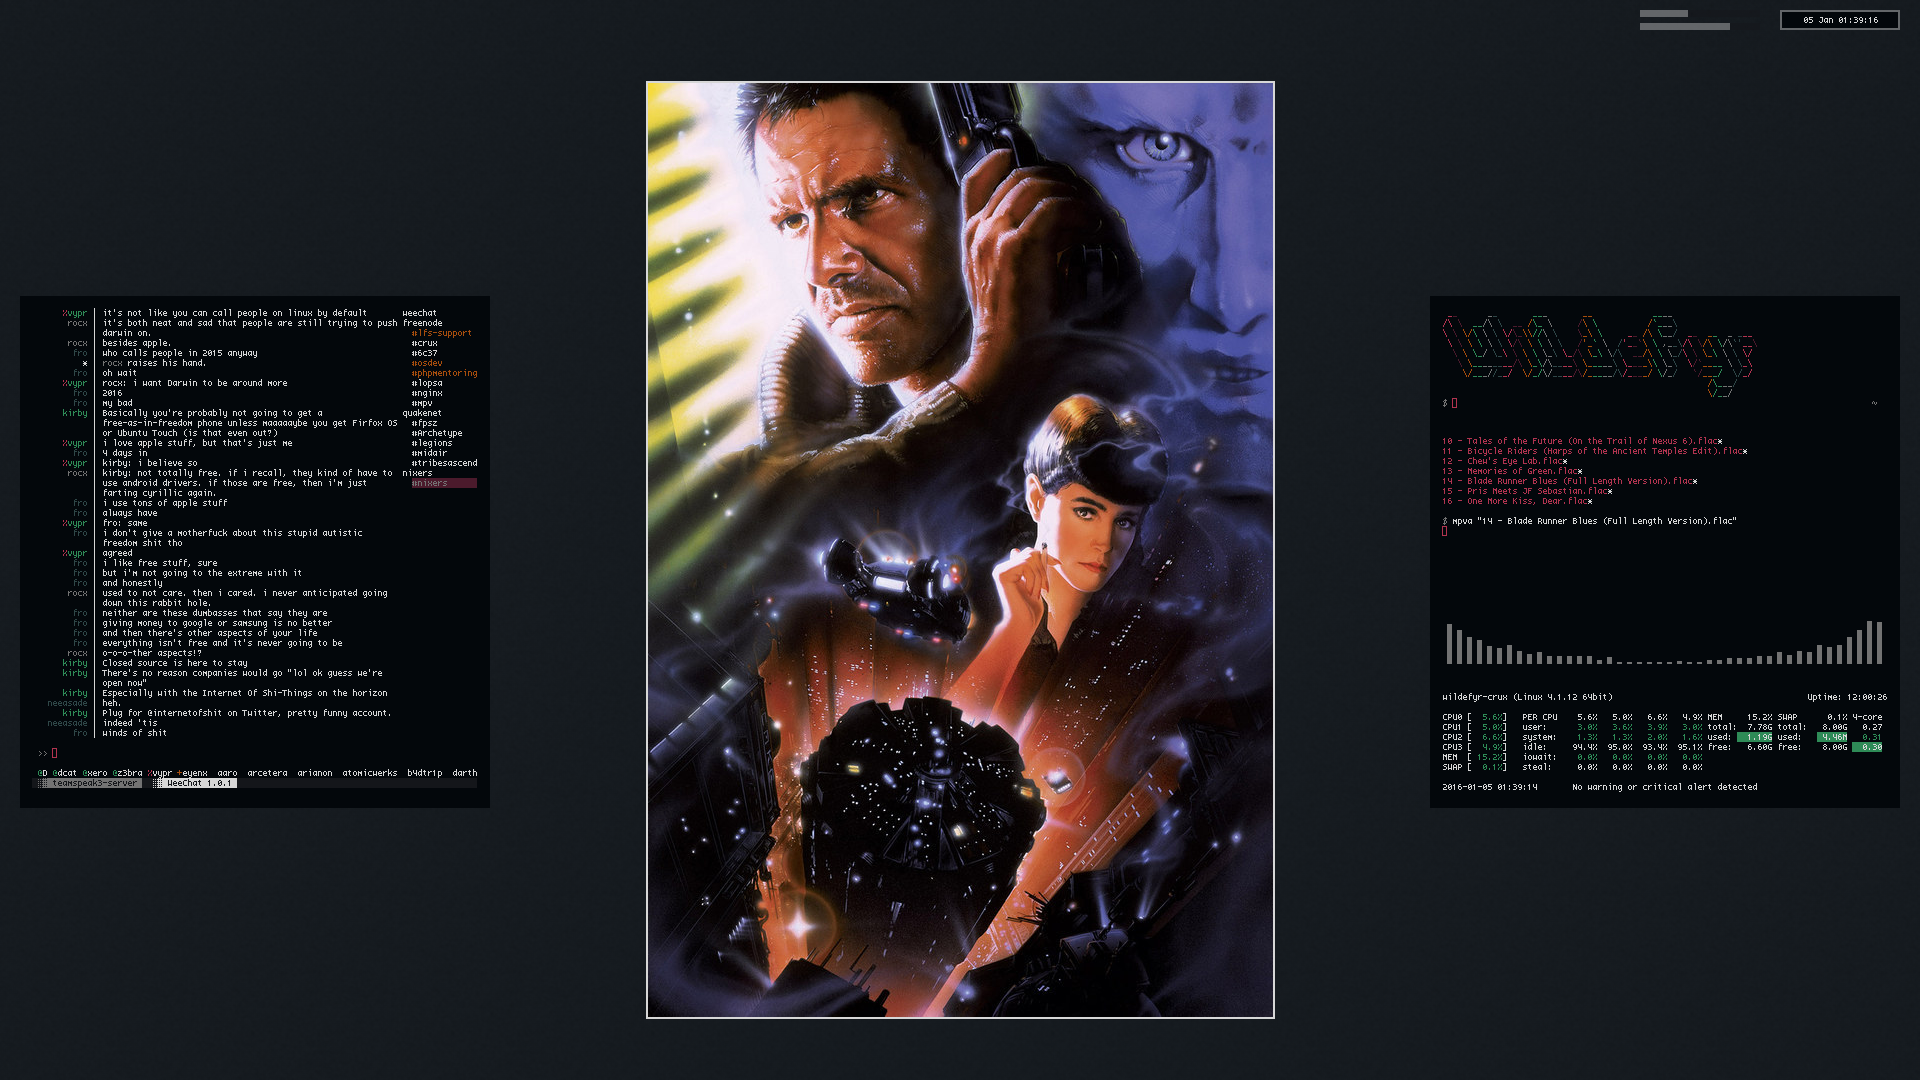 05 Jan 01:39:16
%vypr it's not like you can call people on linux by default weechat
rocx it's both neat and sad that people are still trying to push freenode
darwin on. #lfs-support
rocx besides apple. #crux
fro who calls people in 2015 anyway #6c37
* rocx raises his hand. #osdev
fro oh wait #phpmentoring
%vypr rocx: i want Darwin to be around more #lopsa
fro 2016 #nginx
fro my bad #mpv
kirby Basically you're probably not going to get a quakenet
free-as-in-freedom phone unless maaaaaybe you get Firfox OS #fpsz
or Ubuntu Touch (is that even out?) #Archetype
%vypr i love apple stuff, but that's just me #legions
fro 4 days in #midair
%vypr kirby: i believe so #tribesascend
rocx kirby: not totally free. if i recall, they kind of have to nixers
use android drivers. if those are free, then i'm just #nixers
farting cyrillic again.
fro i use tons of apple stuff
fro always have
%vypr fro: same
fro i don't give a motherfuck about this stupid autistic
freedom shit tho
%vypr agreed
fro i like free stuff, sure
fro but i'm not going to the extreme with it
fro and honestly
rocx used to not care. then i cared. i never anticipated going
down this rabbit hole.
fro neither are these dumbasses that say they are
fro giving money to google or samsung is no better
fro and then there's other aspects of your life
fro everything isn't free and it's never going to be
rocx o-o-o-ther aspects!?
kirby Closed source is here to stay
kirby There's no reason companies would go "lol ok guess we're
open now"
kirby Especially with the Internet Of Shi-Things on the horizon
neeasade heh.
kirby Plug for @internetofshit on Twitter, pretty funny account.
neeasade indeed 'tis
fro winds of shit
>>
@D @dcat @xero @z3bra %vypr +eyenx aaro arcetera arianon atomicwerks b4dtr1p darth
teamspeak3-server WeeChat 1.0.1
wildefyr
$ ~
10 - Tales of the Future (On the Trail of Nexus 6).flac*
11 - Bicycle Riders (Harps of the Ancient Temples Edit).flac*
12 - Chew's Eye Lab.flac*
13 - Memories of Green.flac*
14 - Blade Runner Blues (Full Length Version).flac*
15 - Pris Meets JF Sebastian.flac*
16 - One More Kiss, Dear.flac*
$ mpva "14 - Blade Runner Blues (Full Length Version).flac"
wildefyr-crux (Linux 4.1.12 64bit) Uptime: 12:00:26
CPU0 [ 5.6%] PER CPU 5.6% 5.0% 6.6% 4.9% MEM 15.2% SWAP 0.1% 4-core
CPU1 [ 5.0%] user: 3.0% 3.6% 3.9% 3.0% total: 7.78G total: 8.00G 0.27
CPU2 [ 6.6%] system: 1.3% 1.3% 2.0% 1.6% used: 1.19G used: 4.46M 0.31
CPU3 [ 4.9%] idle: 94.4% 95.0% 93.4% 95.1% free: 6.60G free: 8.00G 0.30
MEM [ 15.2%] iowait: 0.0% 0.0% 0.0% 0.0%
SWAP [ 0.1%] steal: 0.0% 0.0% 0.0% 0.0%
2016-01-05 01:39:14 No warning or critical alert detected